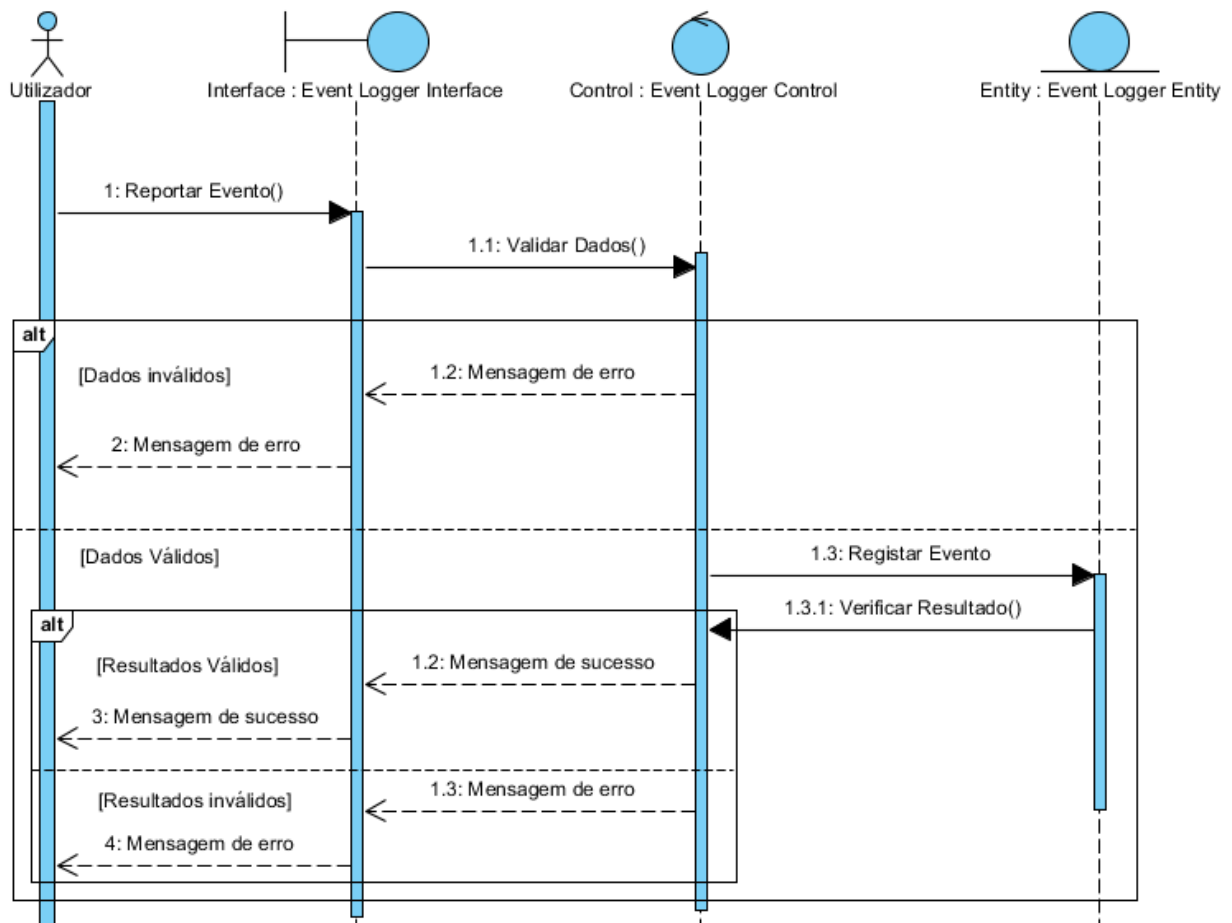 Utilizador
Interface : Event Logger Interface
Control : Event Logger Control
Entity : Event Logger Entity
1: Reportar Evento()
1.1: Validar Dados()
alt
[Dados inválidos]
1.2: Mensagem de erro
2: Mensagem de erro
[Dados Válidos]
1.3: Registar Evento
1.3.1: Verificar Resultado()
alt
[Resultados Válidos]
1.2: Mensagem de sucesso
3: Mensagem de sucesso
1.3: Mensagem de erro
[Resultados inválidos]
4: Mensagem de erro